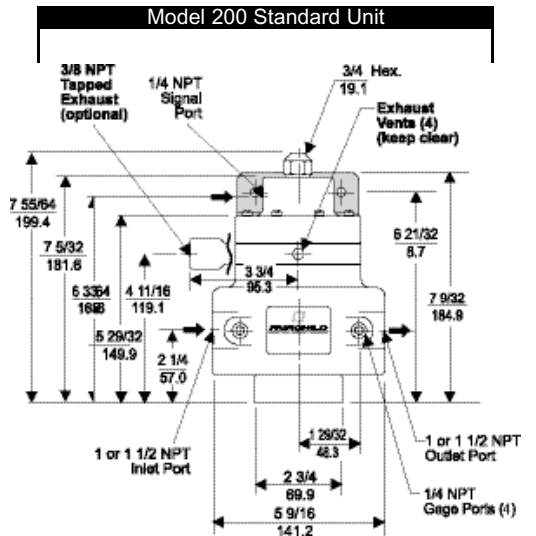 Model 200 Standard Unit
3/8 NPT
Tapped
Exhaust
(optional)
1/4 NPT
Signal
Port
3/4 Hex.
19.1
Exhaust
Vents (4)
(keep clear)
7 55/64
199.4
7 5/32
181.6
6 33/64
5 29/32
149.9
4 11/16
119.1
2 1/4
57.0
3 3/4
95.3
6 21/32
8.7
7 9/32
184.9
FAIRCHILD
1 29/32
48.3
1 or 1 1/2 NPT
Inlet Port
1 or 1 1/2 NPT
Outlet Port
2 3/4
69.9
1/4 NPT
Gage Ports (4)
5 9/16
141.2